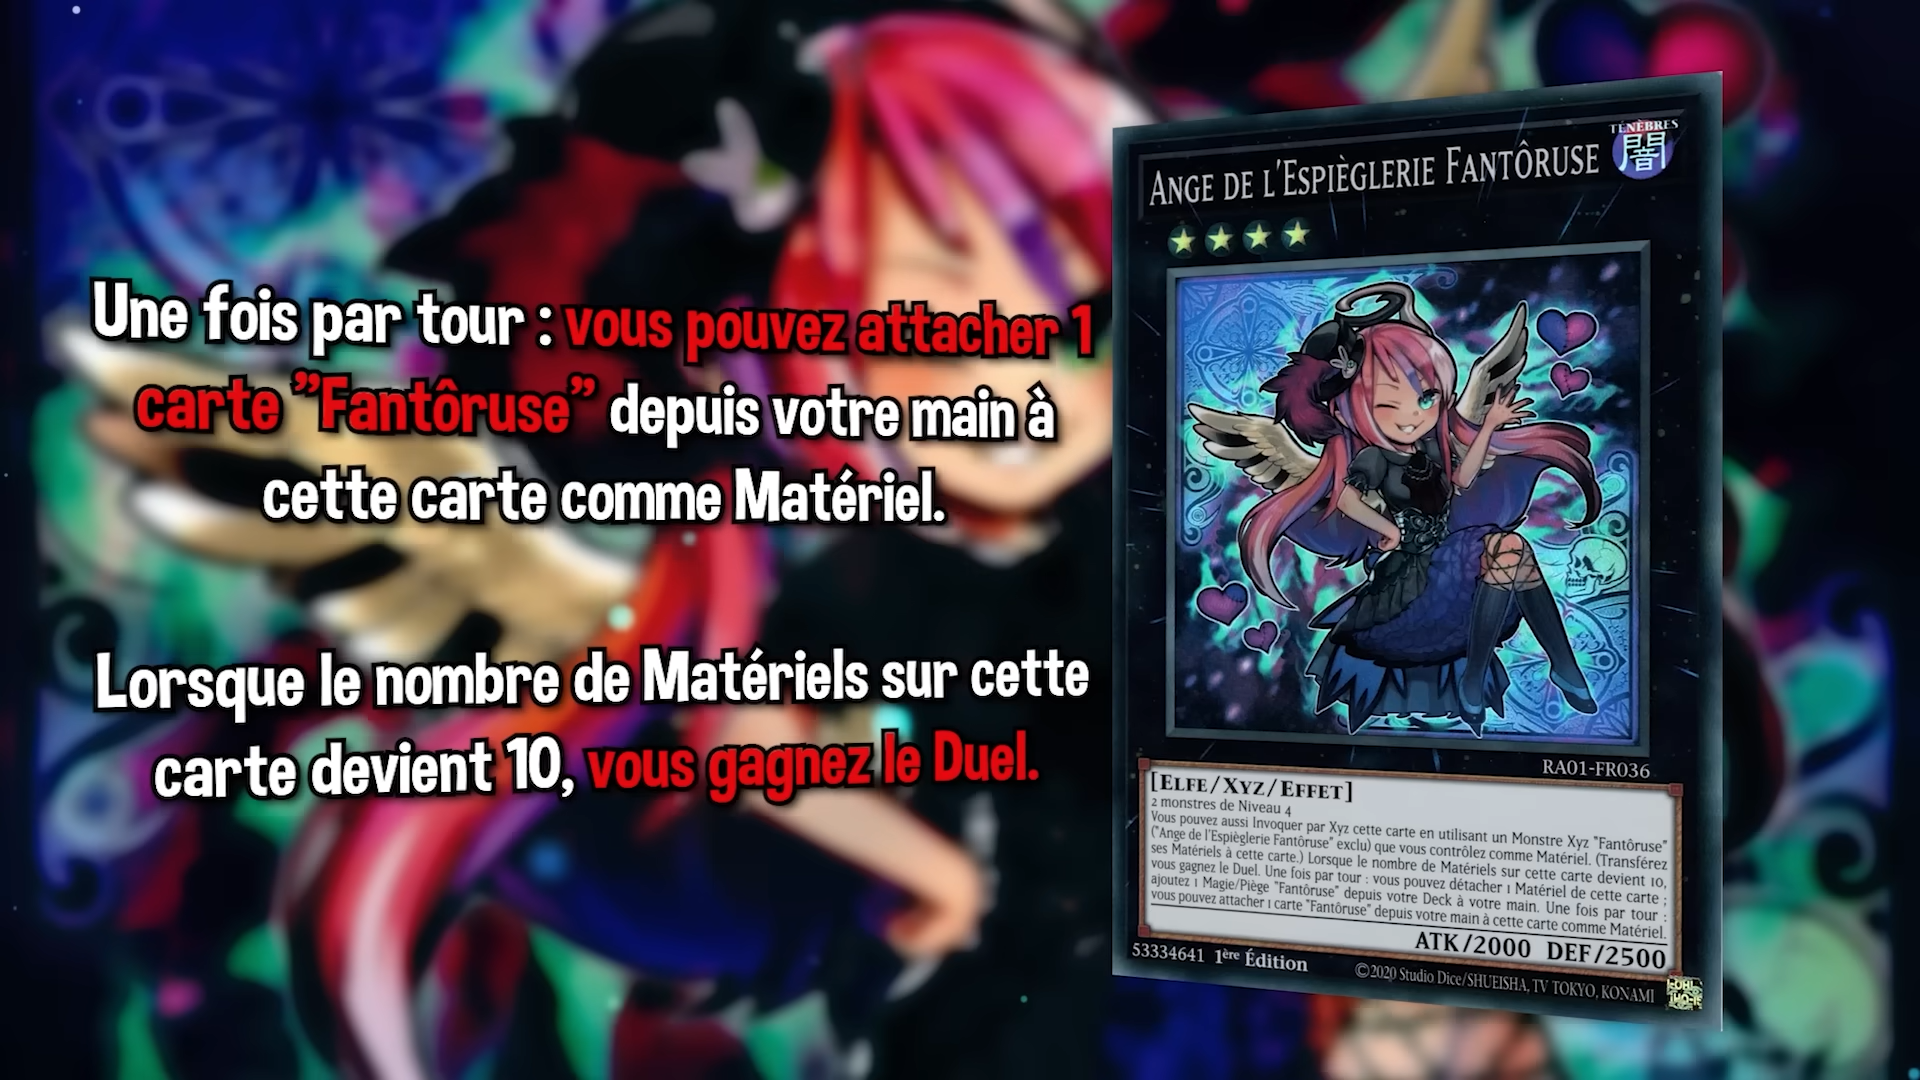 Une fois par tour : vous pouvez attacher 1
carte "Fantôruse" depuis votre main à
cette carte comme Matériel.
Lorsque le nombre de Matériels sur cette
carte devient 10, vous gagnez le Duel.
TÉNÈBRES
闇
ANGE DE L'ESPIÈGLERIE FANTÔRUSE
RA01-FR036
[ELFE/XYZ/EFFET]
2 monstres de Niveau 4
Vous pouvez aussi Invoquer par Xyz cette carte en utilisant un Monstre Xyz "Fantôruse"
("Ange de l'Espièglerie Fantôruse" exclu) que vous contrôlez comme Matériel. (Transférez
ses Matériels à cette carte.) Lorsque le nombre de Matériels sur cette carte devient 10,
vous gagnez le Duel. Une fois par tour : vous pouvez détacher 1 Matériel de cette carte ;
ajoutez 1 Magie/Piège "Fantôruse" depuis votre Deck à votre main. Une fois par tour :
vous pouvez attacher 1 carte "Fantôruse" depuis votre main à cette carte comme Matériel.
ATK/2000 DEF/2500
53334641 1ère Édition
©2020 Studio Dice/SHUEISHA, TV TOKYO, KONAMI